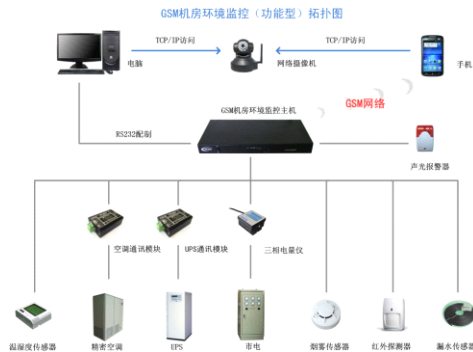 GSM机房环境监控（功能型）拓扑图
TCP/IP访问
TCP/IP访问
电脑
网络摄像机
手机
GSM机房环境监控主机
GSM网络
RS232配制
声光报警器
空调通讯模块
UPS通讯模块
三相电量仪
温湿度传感器
精密空调
UPS
市电
烟雾传感器
红外探测器
漏水传感器